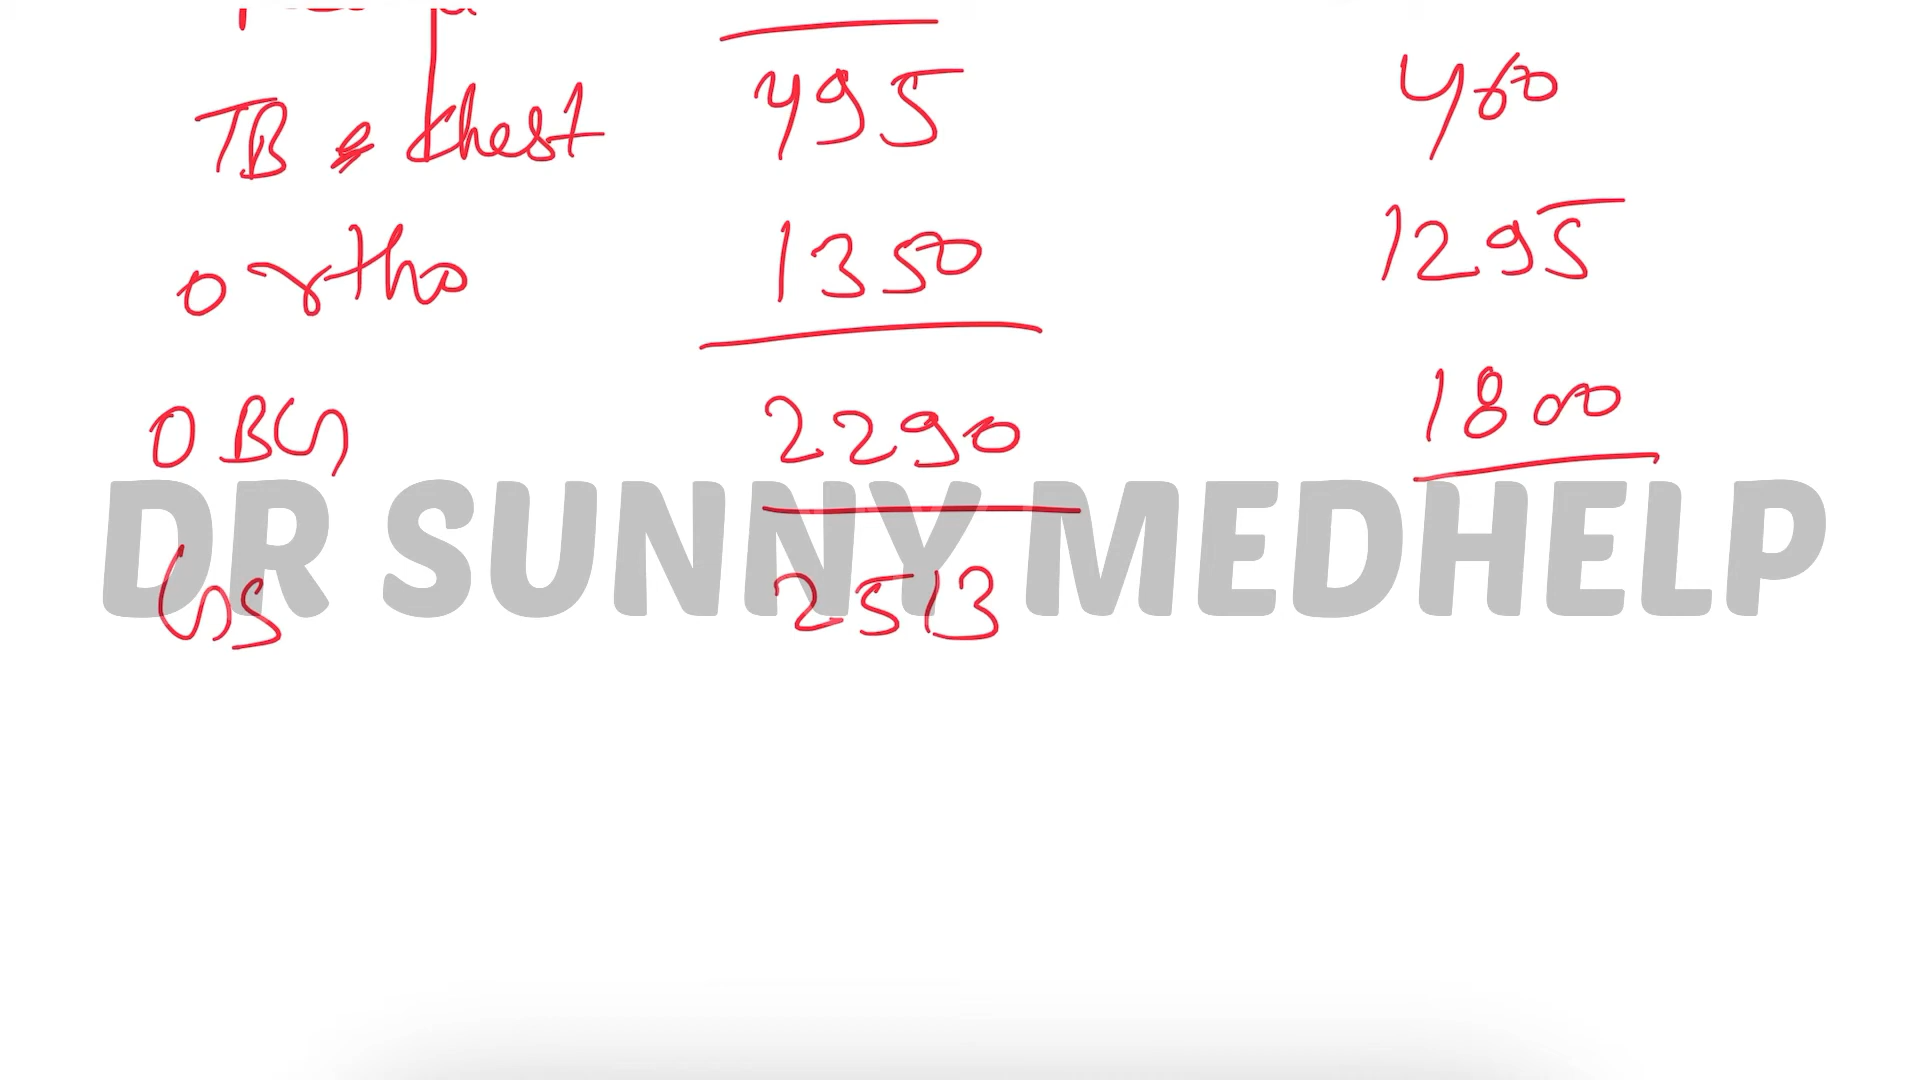 TB & chest 495 460
ortho 1350 1295
OBG 2290 1800
DR SUNNY MEDHELP
GS 2513